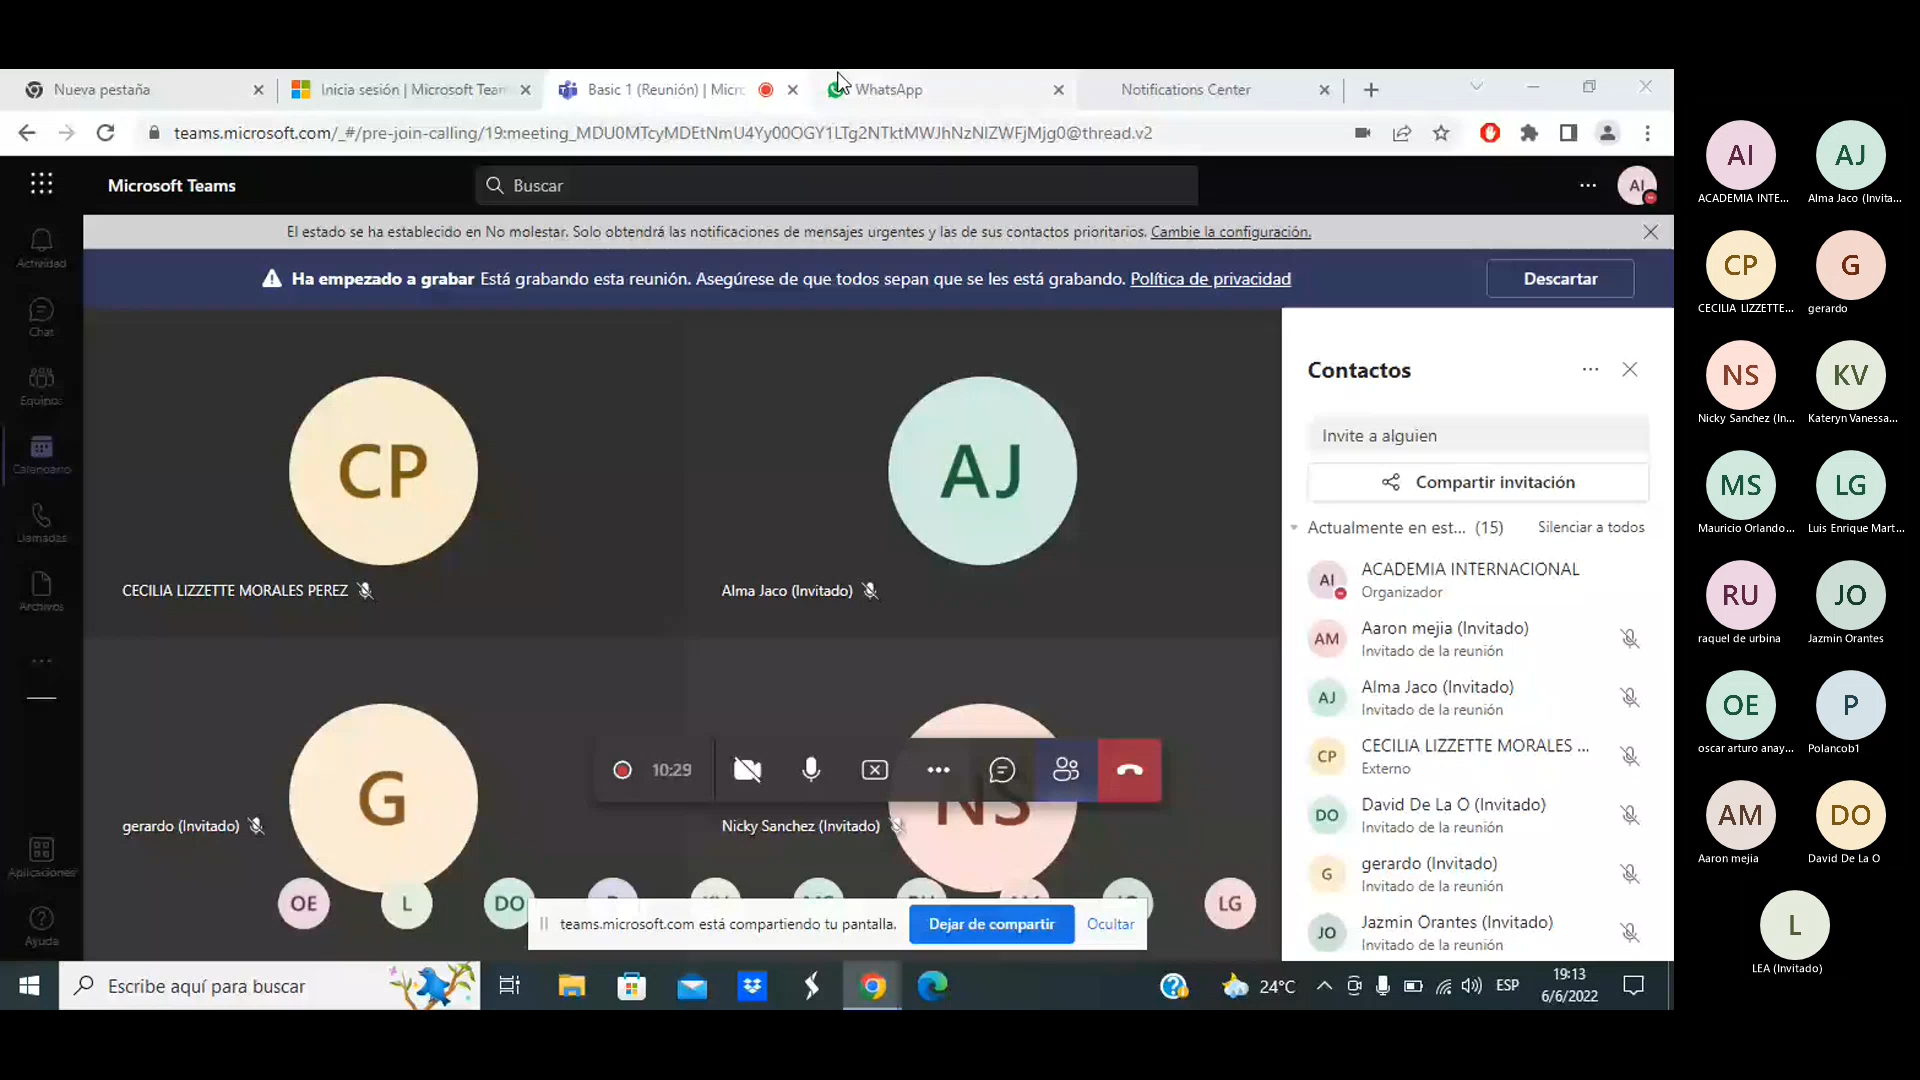 Nueva pestaña
Inicia sesión | Microsoft Tean
Basic 1 (Reunión) | Micro
WhatsApp
Notifications Center
teams.microsoft.com/_#/pre-join-calling/19:meeting_MDU0MTcyMDEtNmU4Yy00OGY1LTg2NTktMWJhNzNlZWFjMjg0@thread.v2
Microsoft Teams
Buscar
AI
El estado se ha establecido en No molestar. Solo obtendrá las notificaciones de mensajes urgentes y las de sus contactos prioritarios. Cambie la configuración.
Ha empezado a grabar Está grabando esta reunión. Asegúrese de que todos sepan que se les está grabando. Política de privacidad
Descartar
Actividad
Chat
Equipos
Calendario
Llamadas
Archivos
Aplicaciones
Ayuda
CP
CECILIA LIZZETTE MORALES PEREZ
AJ
Alma Jaco (Invitado)
G
gerardo (Invitado)
NS
Nicky Sanchez (Invitado)
10:29
OE
L
DO
LG
teams.microsoft.com está compartiendo tu pantalla.
Dejar de compartir
Ocultar
Contactos
Invite a alguien
Compartir invitación
Actualmente en est... (15)
Silenciar a todos
AI
ACADEMIA INTERNACIONAL
Organizador
AM
Aaron mejia (Invitado)
Invitado de la reunión
AJ
Alma Jaco (Invitado)
Invitado de la reunión
CP
CECILIA LIZZETTE MORALES ...
Externo
DO
David De La O (Invitado)
Invitado de la reunión
G
gerardo (Invitado)
Invitado de la reunión
JO
Jazmin Orantes (Invitado)
Invitado de la reunión
Escribe aquí para buscar
24°C
ESP
19:13
6/6/2022
AI
ACADEMIA INTE...
AJ
Alma Jaco (Invita...
CP
CECILIA LIZZETTE...
G
gerardo
NS
Nicky Sanchez (In...
KV
Kateryn Vanessa...
MS
Mauricio Orlando...
LG
Luis Enrique Mart...
RU
raquel de urbina
JO
Jazmin Orantes
OE
oscar arturo anay...
P
Polancob1
AM
Aaron mejia
DO
David De La O
L
LEA (Invitado)